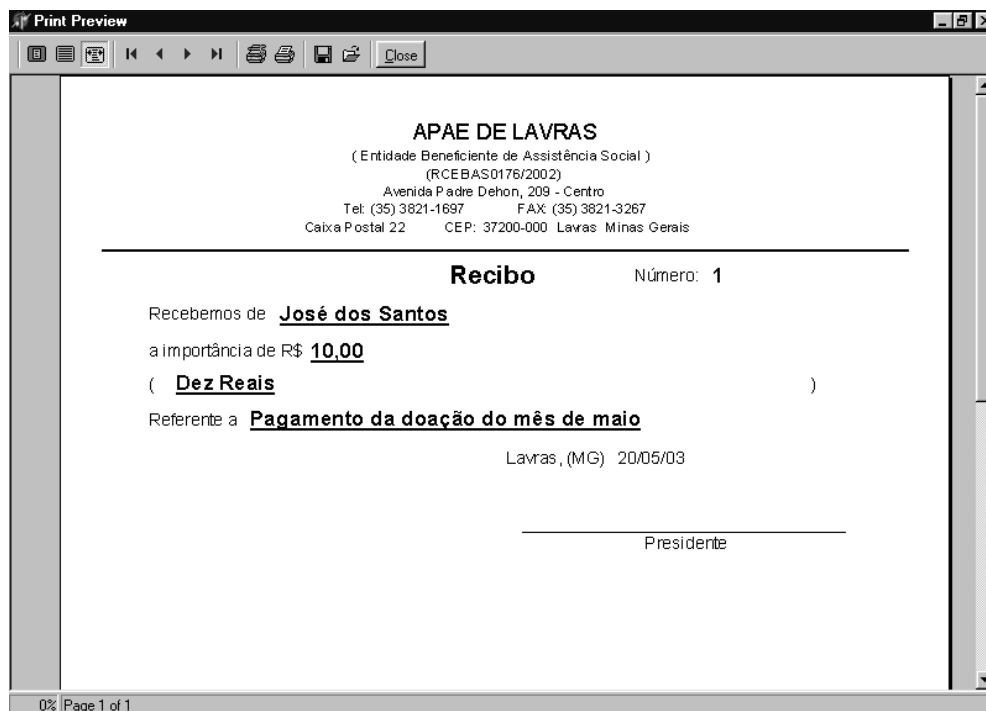 Print Preview
Close
APAE DE LAVRAS
( Entidade Beneficiente de Assistência Social )
(RCEBAS0176/2002)
Avenida Padre Dehon, 209 - Centro
Tel: (35) 3821-1697 FAX: (35) 3821-3267
Caixa Postal 22 CEP: 37200-000 Lavras Minas Gerais
Recibo Número: 1
Recebemos de José dos Santos
a importância de R$ 10,00
( Dez Reais )
Referente a Pagamento da doação do mês de maio
Lavras, (MG) 20/05/03
Presidente
0% Page 1 of 1